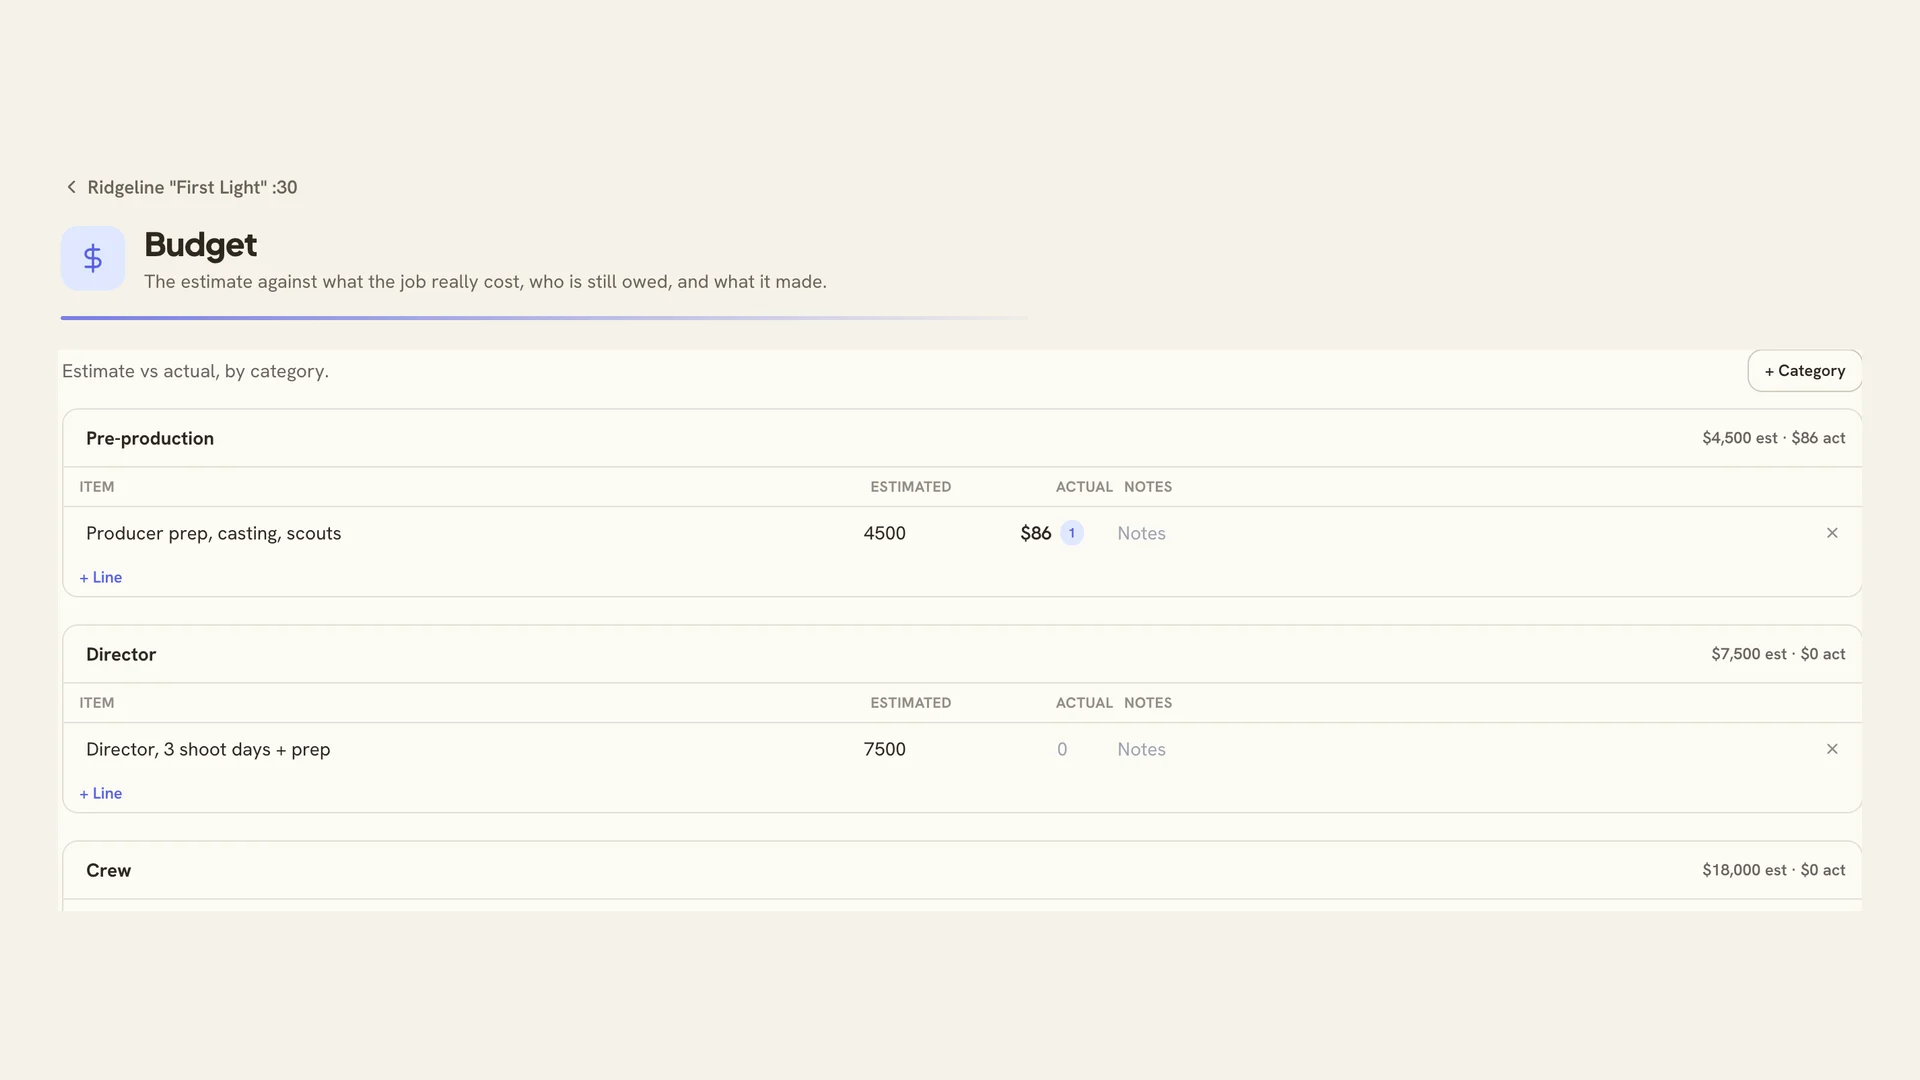 Ridgeline "First Light" :30
$
Budget
The estimate against what the job really cost, who is still owed, and what it made.
Estimate vs actual, by category.
+ Category
Pre-production
$4,500 est · $86 act
ITEM ESTIMATED ACTUAL NOTES
Producer prep, casting, scouts 4500 $86 1 Notes ×
+ Line
Director
$7,500 est · $0 act
ITEM ESTIMATED ACTUAL NOTES
Director, 3 shoot days + prep 7500 0 Notes ×
+ Line
Crew
$18,000 est · $0 act